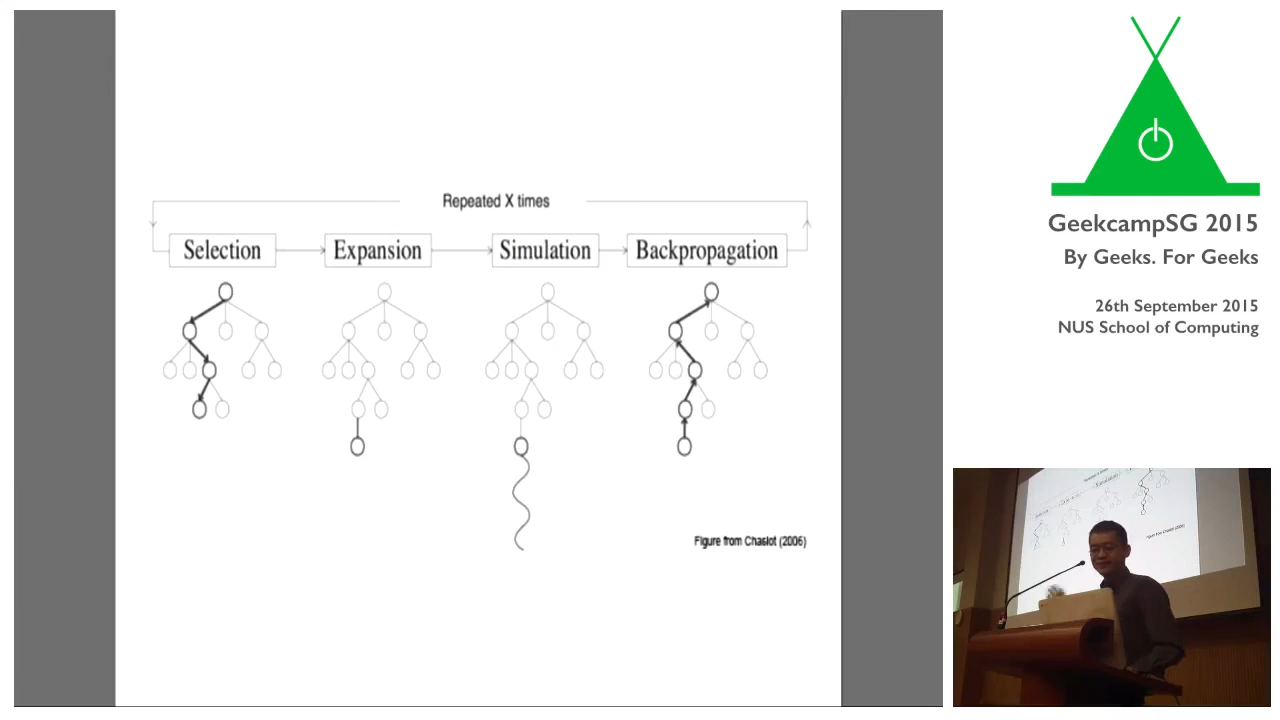 Repeated X times
Selection
Expansion
Simulation
Backpropagation
Figure from Chaslot (2006)
GeekcampSG 2015
By Geeks. For Geeks
26th September 2015
NUS School of Computing